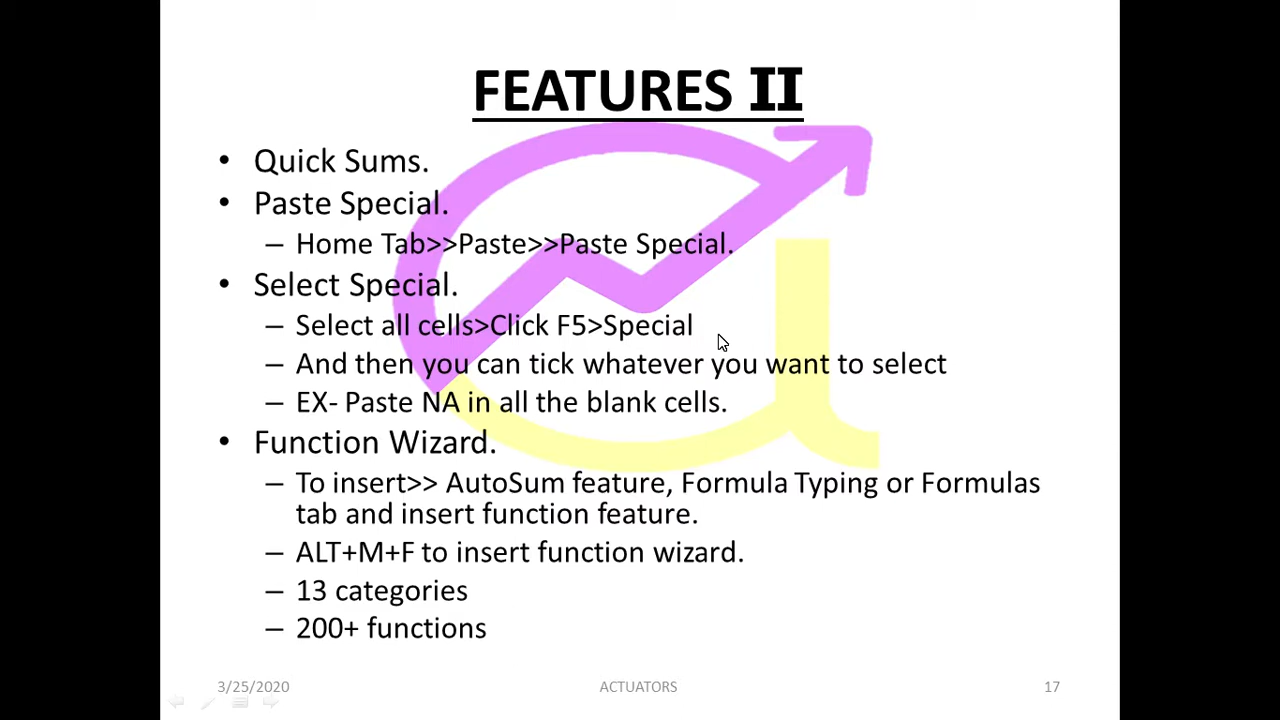 FEATURES II
• Quick Sums.
• Paste Special.
– Home Tab>>Paste>>Paste Special.
• Select Special.
– Select all cells>Click F5>Special
– And then you can tick whatever you want to select
– EX- Paste NA in all the blank cells.
• Function Wizard.
– To insert>> AutoSum feature, Formula Typing or Formulas
tab and insert function feature.
– ALT+M+F to insert function wizard.
– 13 categories
– 200+ functions
3/25/2020 ACTUATORS 17